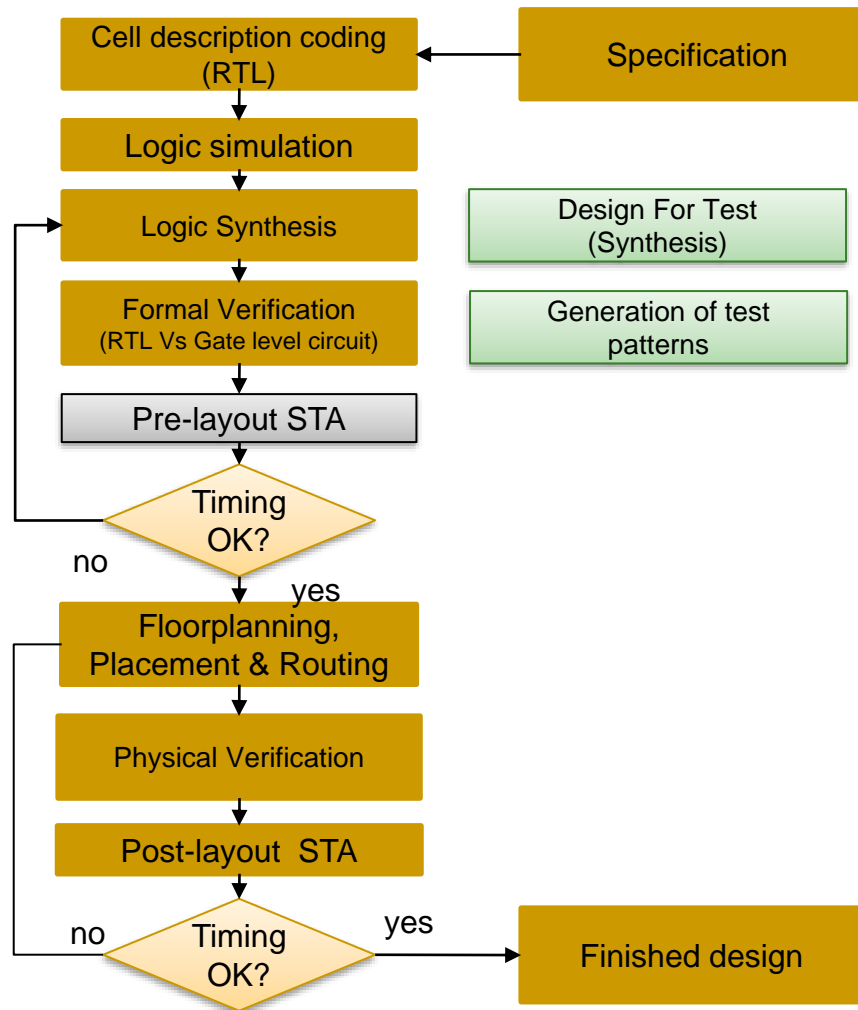 Cell description coding
(RTL)
Specification
Logic simulation
Logic Synthesis
Design For Test
(Synthesis)
Formal Verification
(RTL Vs Gate level circuit)
Generation of test
patterns
Pre-layout STA
Timing
OK?
no
yes
Floorplanning,
Placement & Routing
Physical Verification
Post-layout STA
no
Timing
OK?
yes
Finished design